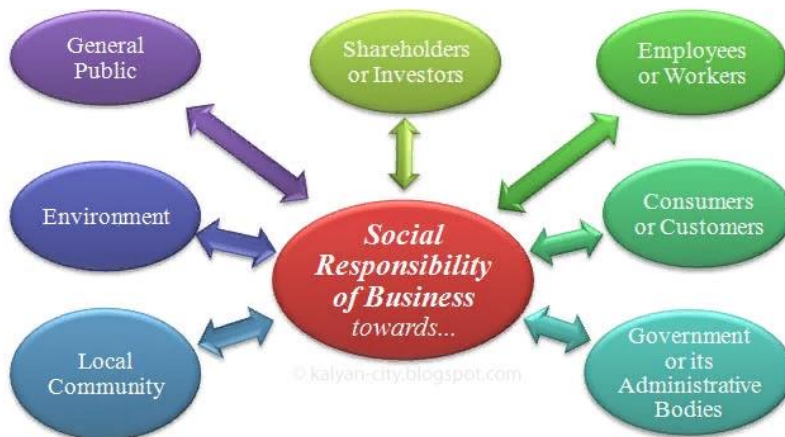 General
Public
Shareholders
or Investors
Employees
or Workers
Environment
Social
Responsibility
of Business
towards...
Consumers
or Customers
Local
Community
Government
or its
Administrative
Bodies
© kalyan-city.blogspot.com